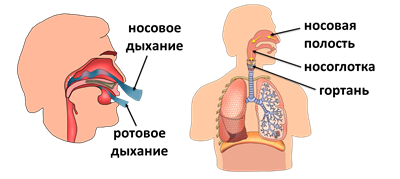 носовое
дыхание
ротовое
дыхание
носовая
полость
носоглотка
гортань